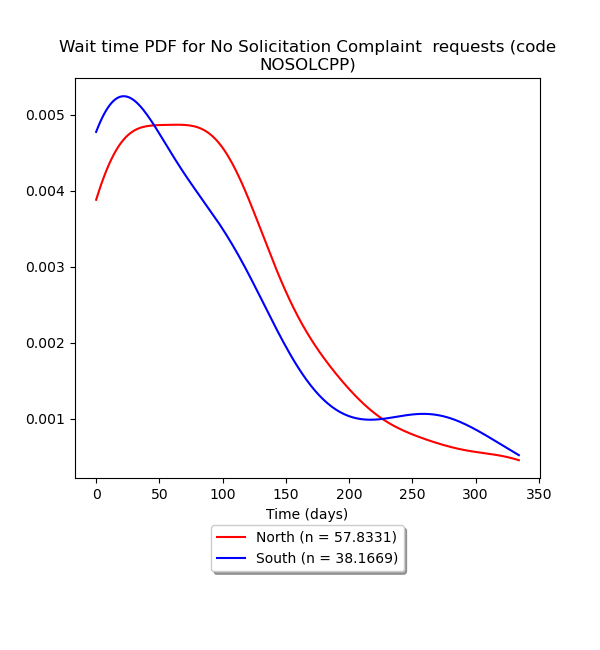 Wait time PDF for No Solicitation Complaint  requests (code
NOSOLCPP)
0.005
0.004
0.003
0.002
0.001
0 50 100 150 200 250 300 350
Time (days)
North (n = 57.8331)
South (n = 38.1669)